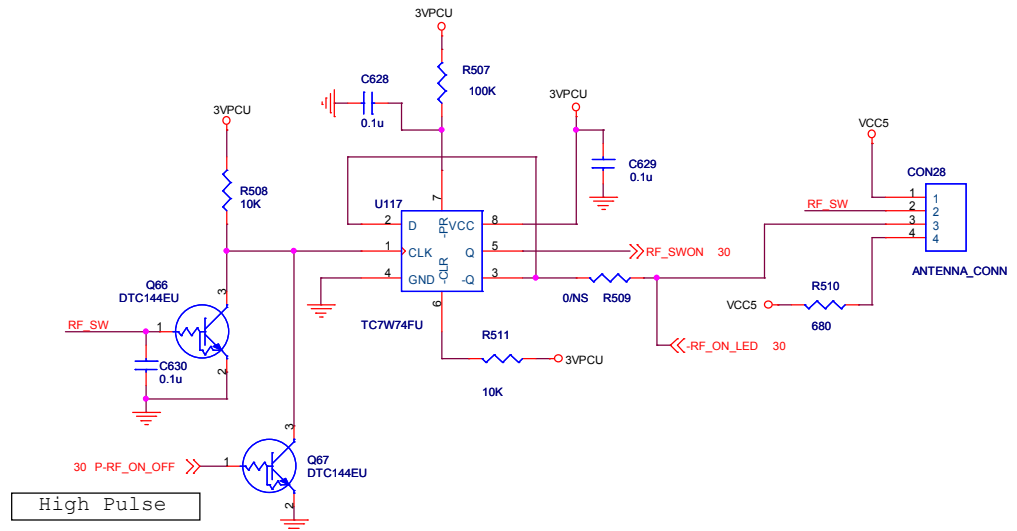 3VPCU
R507
100K
C628
0.1u
3VPCU
3VPCU
VCC5
R508
10K
C629
0.1u
CON28
U117
7
2 D -PR VCC 8
1 CLK Q 5
4 GND -CLR -Q 3
6
TC7W74FU
RF_SWON 30
RF_SW
1 1
2 2
3 3
4 4
ANTENNA_CONN
Q66
DTC144EU
3
RF_SW
1
2
C630
0.1u
0/NS R509
VCC5
R510
680
-RF_ON_LED 30
R511
10K
3VPCU
3
Q67
DTC144EU
30 P-RF_ON_OFF
1
2
High Pulse